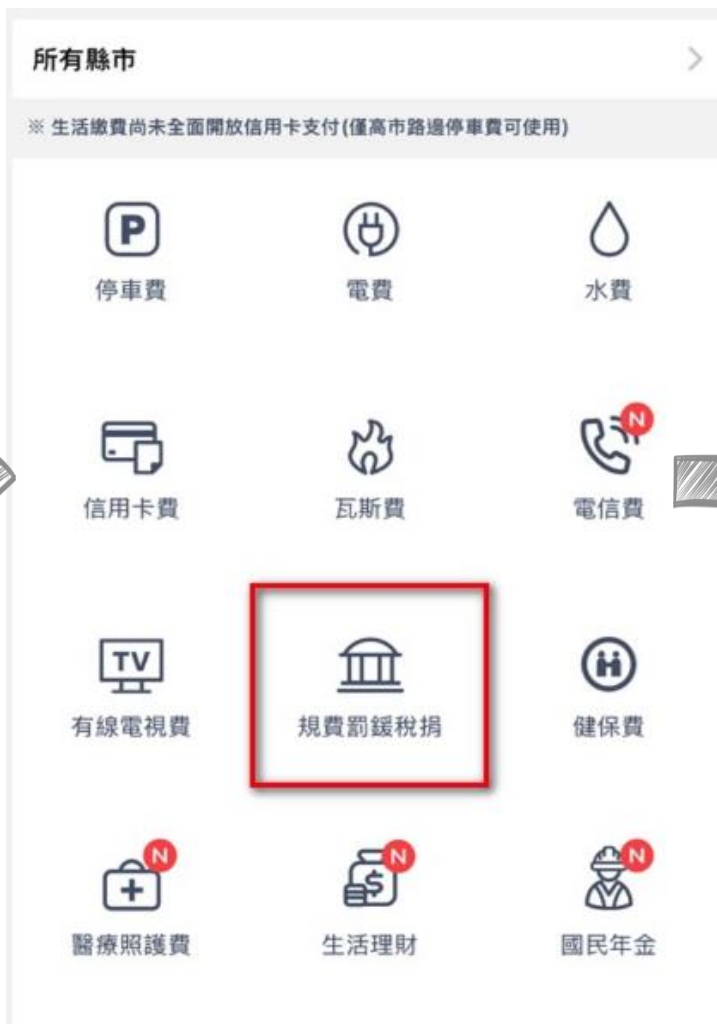 所有縣市
※ 生活繳費尚未全面開放信用卡支付(僅高市路邊停車費可使用)
P
停車費 電費 水費
N
信用卡費 瓦斯費 電信費
TV
有線電視費 規費罰鍰稅捐 健保費
N N N
醫療照護費 生活理財 國民年金